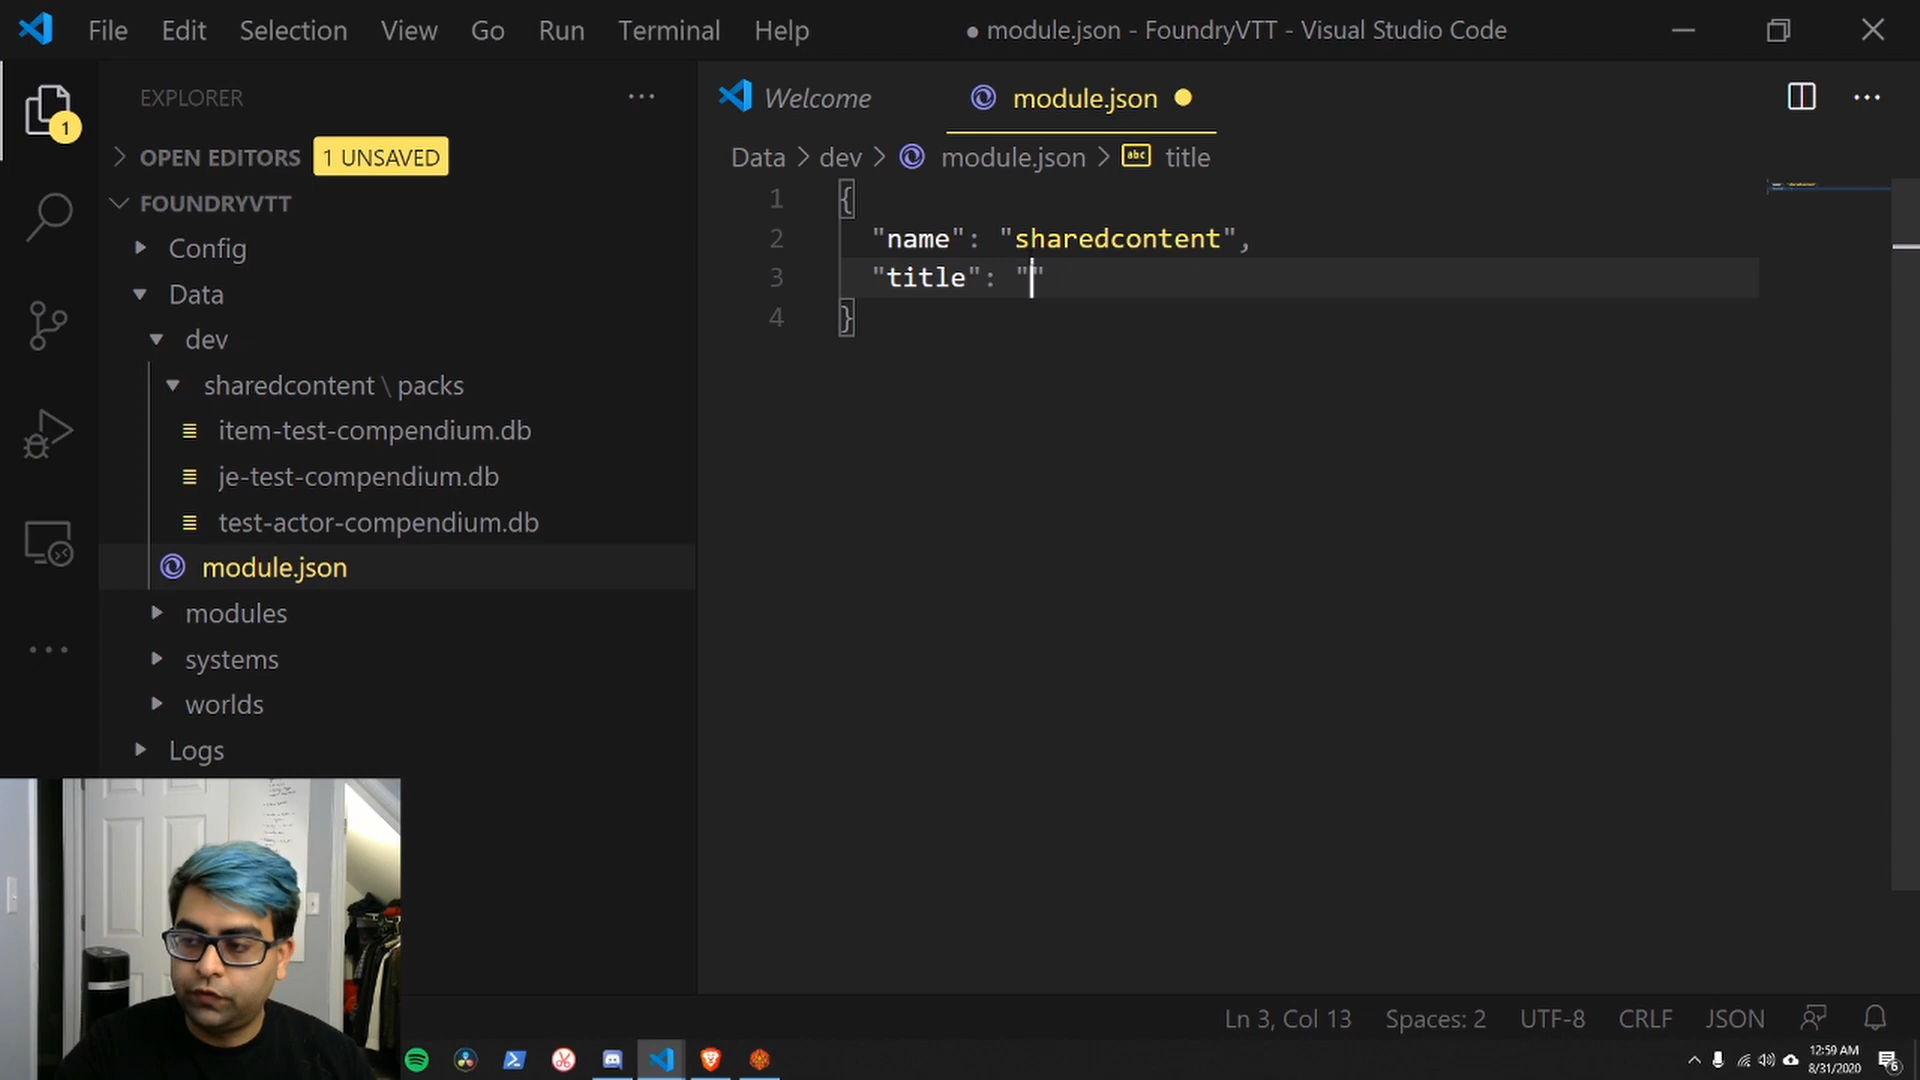 File Edit Selection View Go Run Terminal Help ● module.json - FoundryVTT - Visual Studio Code
EXPLORER
Welcome
module.json
1
OPEN EDITORS
1 UNSAVED
Data > dev > module.json > title
FOUNDRYVTT
Config
Data
dev
sharedcontent \ packs
item-test-compendium.db
je-test-compendium.db
test-actor-compendium.db
module.json
modules
systems
worlds
Logs
1 {
2 "name": "sharedcontent",
3 "title": ""
4 }
Ln 3, Col 13 Spaces: 2 UTF-8 CRLF JSON
12:59 AM
8/31/2020
6